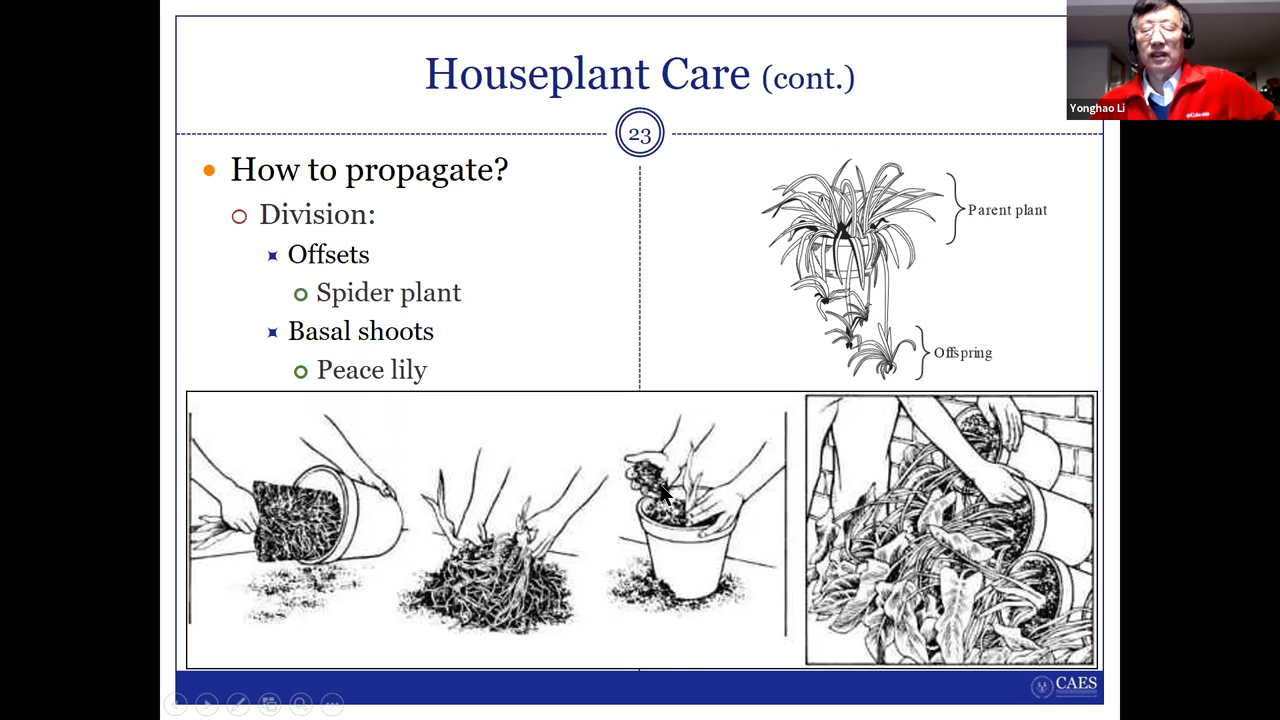 Houseplant Care (cont.)
Yonghao Li
23
How to propagate?
Division:
Offsets
Spider plant
Basal shoots
Peace lily
Parent plant
Offspring
CAES